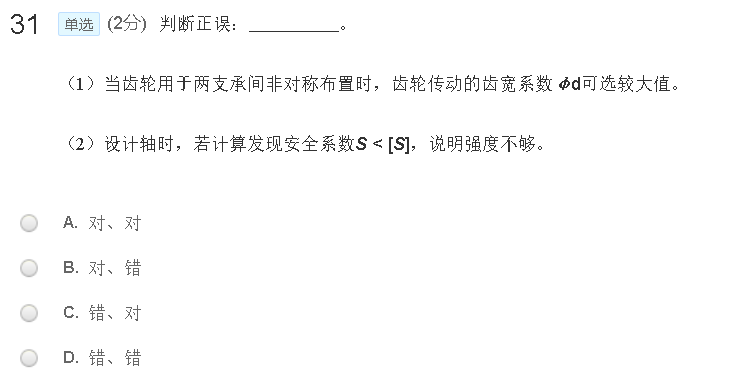 31 单选 (2分) 判断正误：__________。
（1）当齿轮用于两支承间非对称布置时，齿轮传动的齿宽系数 ϕd可选较大值。
（2）设计轴时，若计算发现安全系数S < [S]，说明强度不够。
A. 对、对
B. 对、错
C. 错、对
D. 错、错